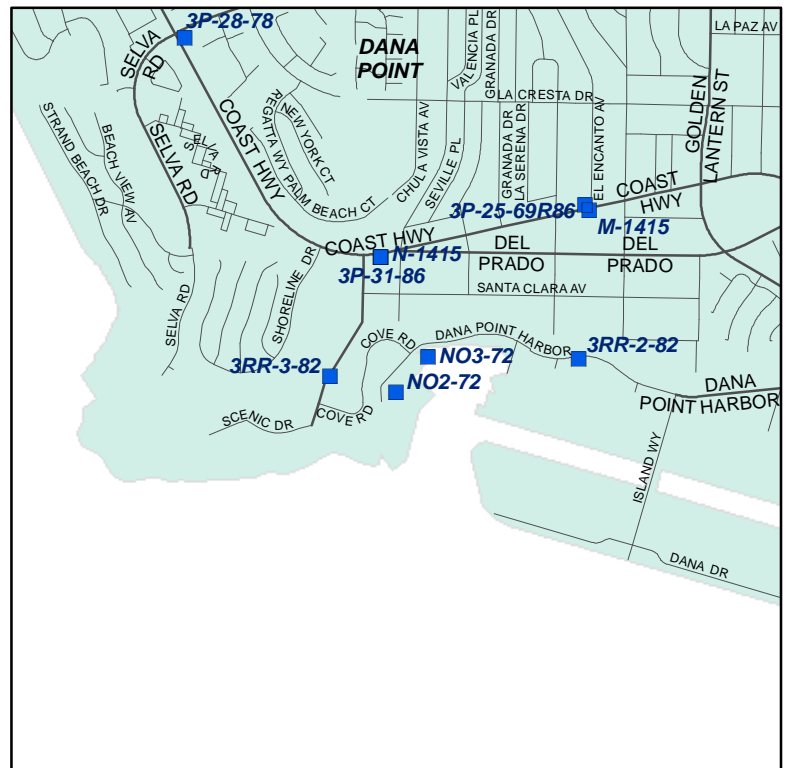 3P-28-78
LA PAZ AV
SELVA
RD
DANA
POINT
VALENCIA PL
GRANADA DR
GOLDEN
LANTERN ST
LA CRESTA DR
STRAND BEACH DR
BEACH VIEW AV
SELVA RD
SELVA RD
COAST HWY
REGATTA WY
NEW YORK CT
PALM BEACH CT
CHULA VISTA AV
SEVILLE PL
GRANADA DR
LA SERENA DR
EL ENCANTO AV
COAST
HWY
3P-25-69R86
M-1415
COAST HWY
N-1415
3P-31-86
DEL
PRADO
DEL
PRADO
SANTA CLARA AV
SELVA RD
SHORELINE DR
COVE RD
DANA POINT HARBOR
3RR-2-82
NO3-72
3RR-3-82
NO2-72
SCENIC DR
COVE RD
DANA
POINT HARBOR
ISLAND WY
DANA DR